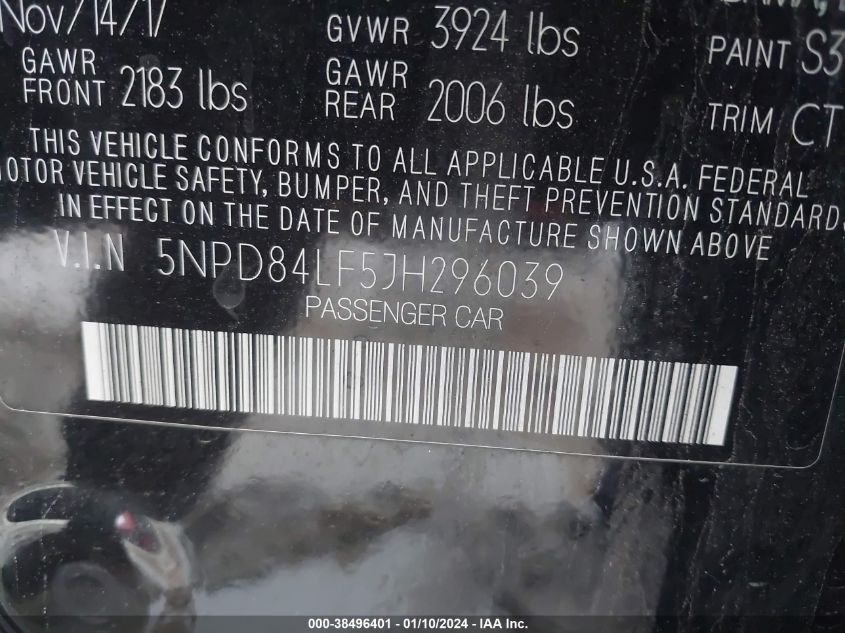 Nov/14/17 GVWR 3924 lbs
GAWR FRONT 2183 lbs GAWR REAR 2006 lbs PAINT S3
TRIM CT
THIS VEHICLE CONFORMS TO ALL APPLICABLE U.S.A. FEDERAL
MOTOR VEHICLE SAFETY, BUMPER, AND THEFT PREVENTION STANDARDS
IN EFFECT ON THE DATE OF MANUFACTURE SHOWN ABOVE
V.I.N 5NPD84LF5JH296039
PASSENGER CAR
000-38496401 - 01/10/2024 - IAA Inc.